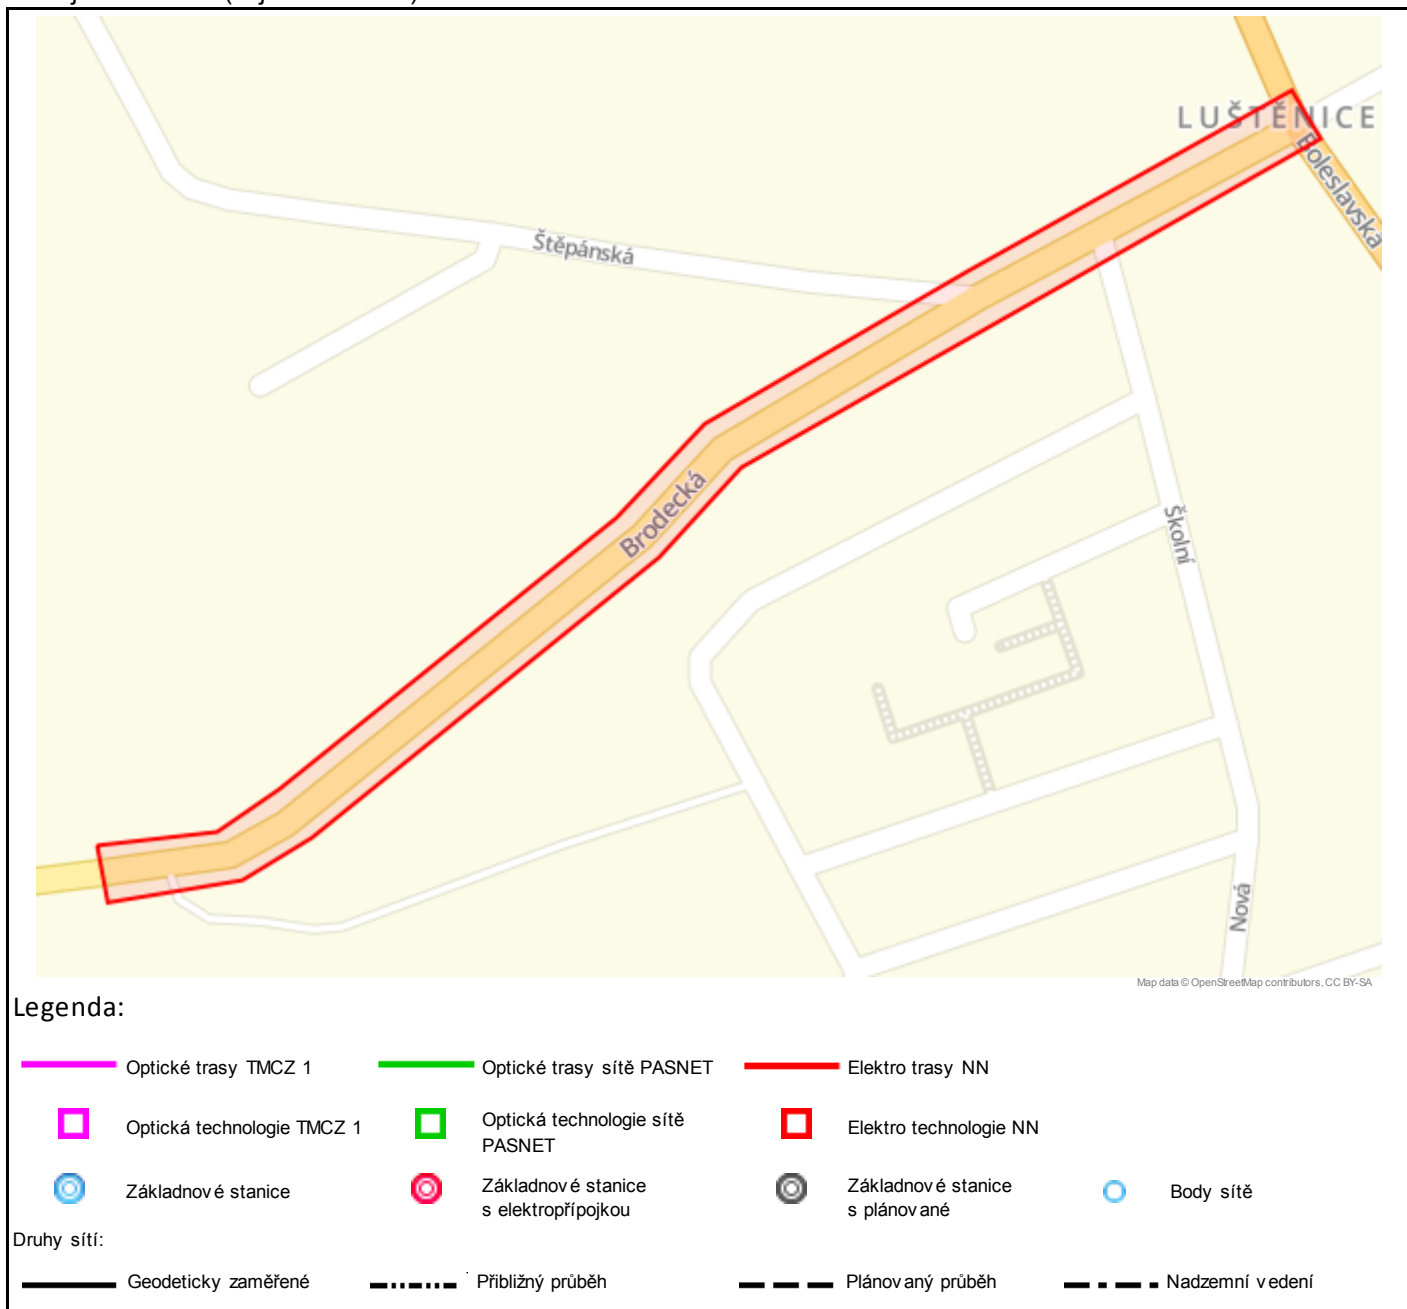 LUŠTĚNICE
Boleslavská
Štěpánská
Brodecká
Školní
Nová
Map data © OpenStreetMap contributors, CC BY-SA
Legenda:
Optické trasy TMCZ 1
Optické trasy sítě PASNET
Elektro trasy NN
Optická technologie TMCZ 1
Optická technologie sítě
PASNET
Elektro technologie NN
Základnové stanice
Základnové stanice
s elektropřípojkou
Základnové stanice
s plánované
Body sítě
Druhy sítí:
Geodeticky zaměřené
Přibližný průběh
Plánovaný průběh
Nadzemní vedení